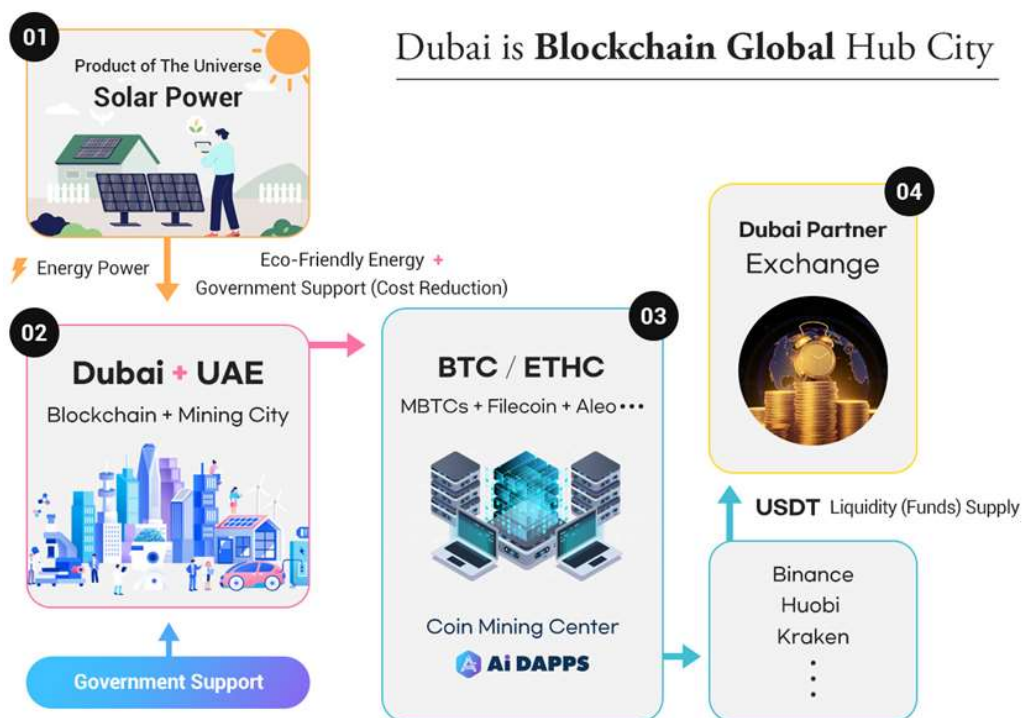 Dubai is Blockchain Global Hub City
01
Product of The Universe
Solar Power
Energy Power
Eco-Friendly Energy +
Government Support (Cost Reduction)
02
Dubai + UAE
Blockchain + Mining City
Government Support
03
BTC / ETHC
MBTCs + Filecoin + Aleo •••
Coin Mining Center
Ai DAPPS
04
Dubai Partner
Exchange
USDT Liquidity (Funds) Supply
Binance
Huobi
Kraken